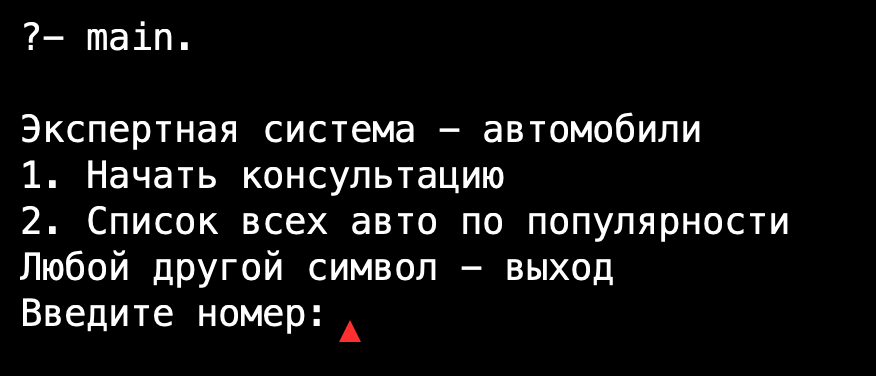 ?- main.
Экспертная система - автомобили
1. Начать консультацию
2. Список всех авто по популярности
Любой другой символ - выход
Введите номер: